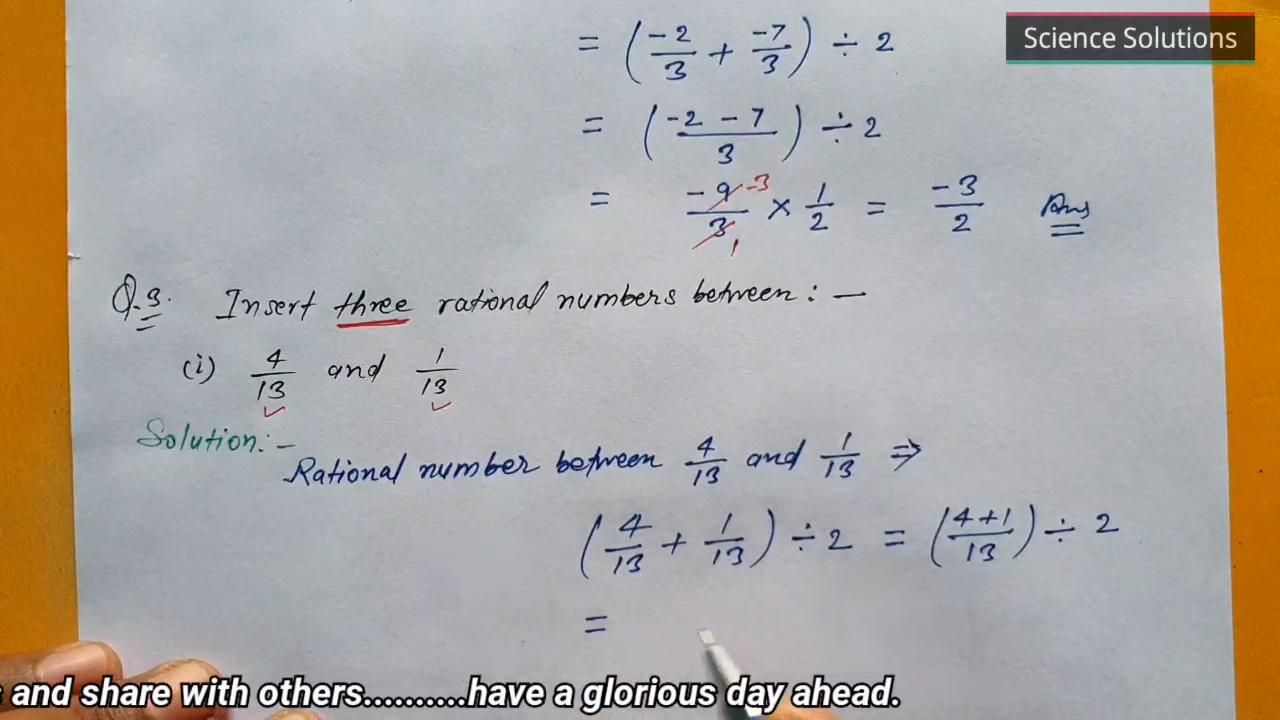 = (-2/3 + -7/3) ÷ 2
Science Solutions
= (-2 - 7/3) ÷ 2
= -9/3 -3 1 × 1/2 = -3/2 Ans
Q.3. Insert three rational numbers between : —
(i) 4/13 and 1/13
Solution:-
Rational number between 4/13 and 1/13 ⇒
(4/13 + 1/13) ÷ 2 = (4+1/13) ÷ 2
=
and share with others..........have a glorious day ahead.